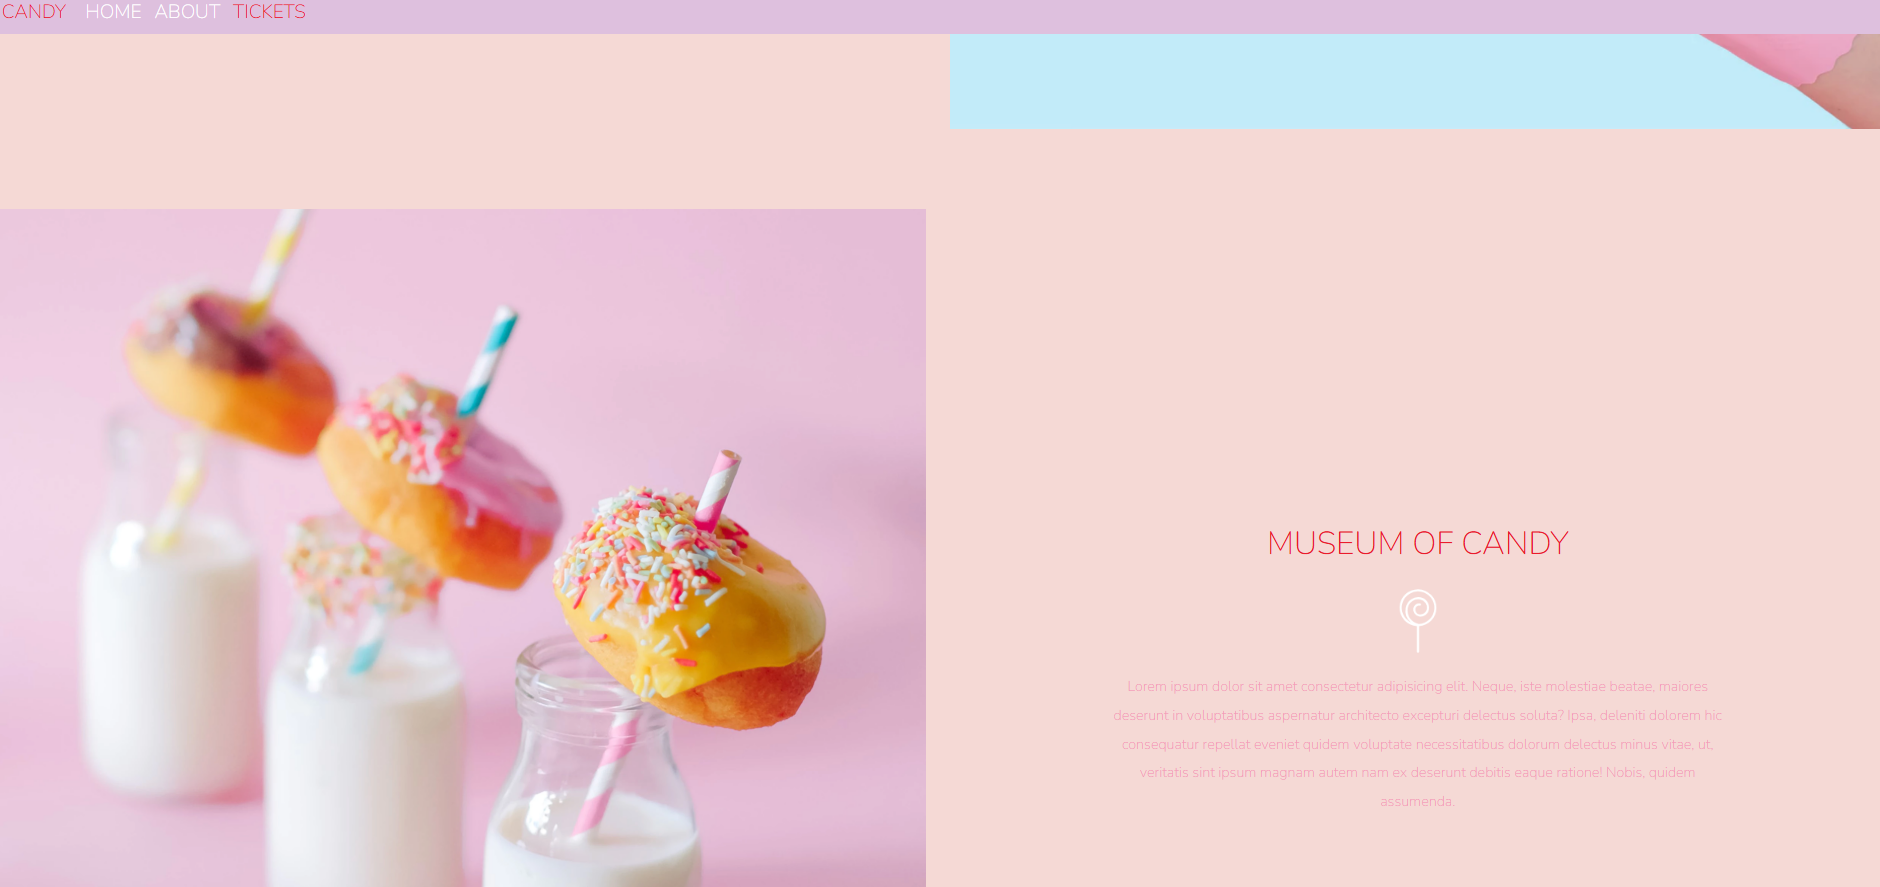 CANDY HOME ABOUT TICKETS
MUSEUM OF CANDY
Lorem ipsum dolor sit amet consectetur adipisicing elit. Neque, iste molestiae beatae, maiores
deserunt in voluptatibus aspernatur architecto excepturi delectus soluta? Ipsa, deleniti dolorem hic
consequatur repellat eveniet quidem voluptate necessitatibus dolorum delectus minus vitae, ut,
veritatis sint ipsum magnam autem nam ex deserunt debitis eaque ratione! Nobis, quidem
assumenda.